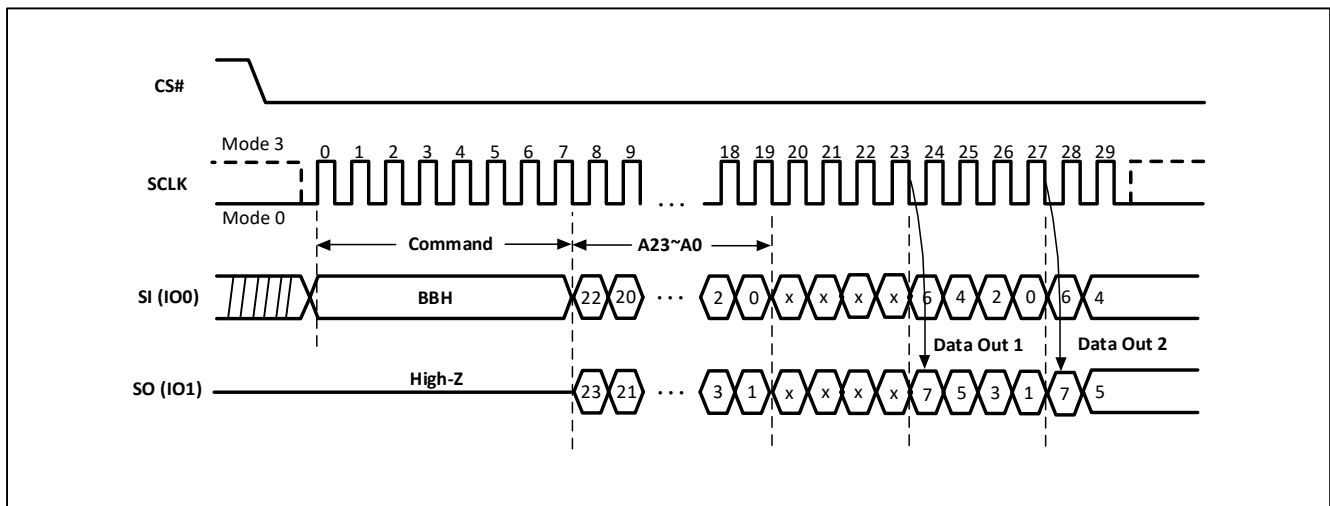 CS#
Mode 3
0 1 2 3 4 5 6 7 8 9 18 19 20 21 22 23 24 25 26 27 28 29
SCLK
Mode 0
· · ·
Command A23~A0
SI (IO0) BBH 22 20 · · · 2 0 x x x x 6 4 2 0 6 4
Data Out 1 Data Out 2
High-Z
SO (IO1) 23 21 · · · 3 1 x x x x 7 5 3 1 7 5